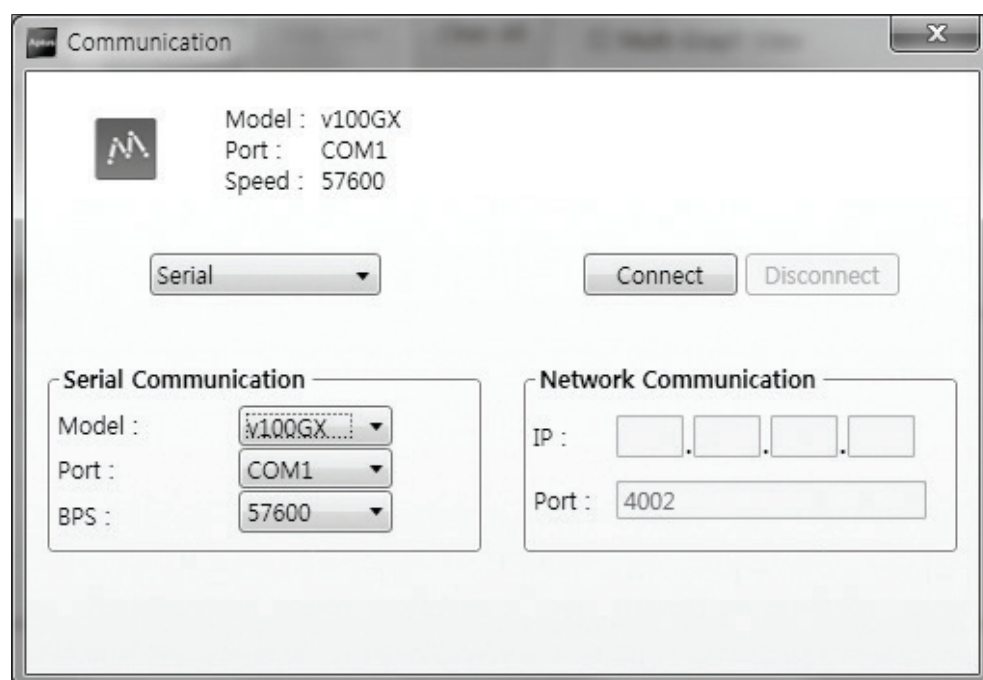 Communication
Model : v100GX
Port : COM1
Speed : 57600
Serial
Connect
Disconnect
Serial Communication
Model : v100GX
Port : COM1
BPS : 57600
Network Communication
IP : . . .
Port : 4002